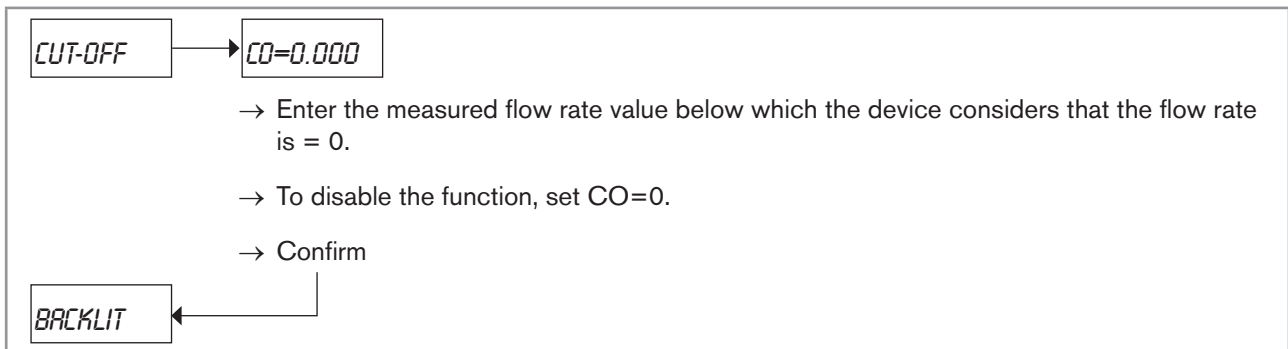 CUT-OFF
CO=0.000
→ Enter the measured flow rate value below which the device considers that the flow rate
is = 0.
→ To disable the function, set CO=0.
→ Confirm
BACKLIT